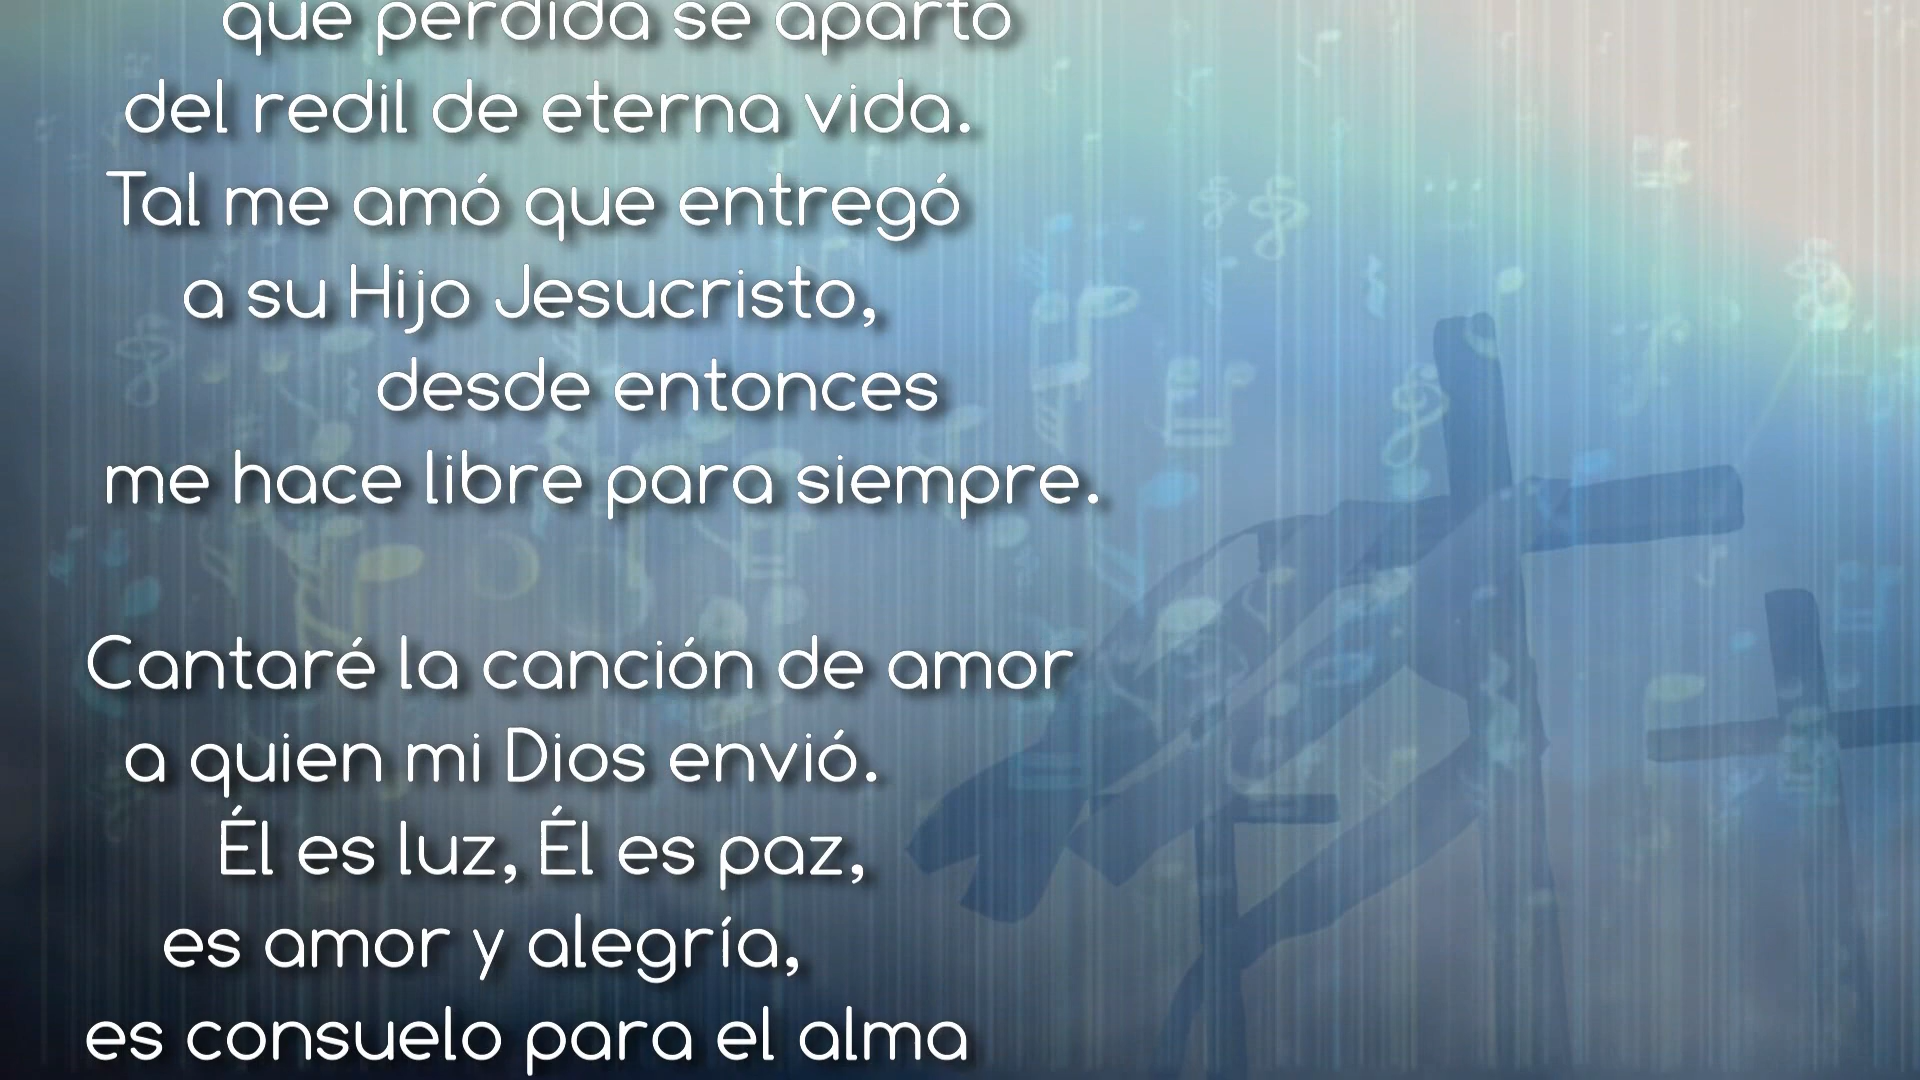 que perdida se apartó
del redil de eterna vida.
Tal me amó que entregó
a su Hijo Jesucristo,
desde entonces
me hace libre para siempre.
Cantaré la canción de amor
a quien mi Dios envió.
Él es luz, Él es paz,
es amor y alegría,
es consuelo para el alma